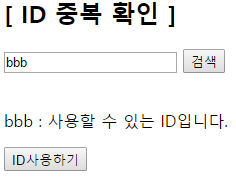 [ ID 중복 확인 ]
bbb 검색
bbb : 사용할 수 있는 ID입니다.
ID사용하기